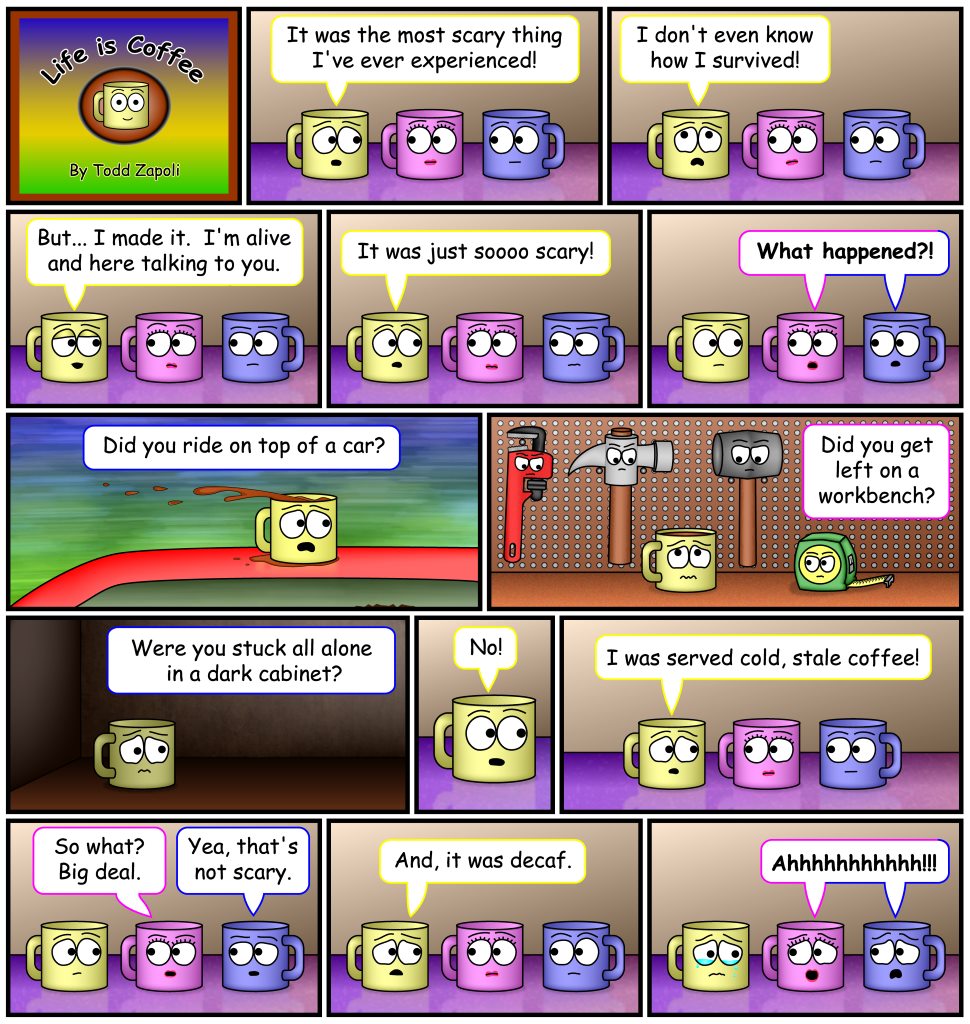 Life is Coffee
By Todd Zapoli
It was the most scary thing
I've ever experienced!
I don't even know
how I survived!
But... I made it. I'm alive
and here talking to you.
It was just soooo scary!
What happened?!
Did you ride on top of a car?
Did you get
left on a
workbench?
Were you stuck all alone
in a dark cabinet?
No!
I was served cold, stale coffee!
So what?
Big deal.
Yea, that's
not scary.
And, it was decaf.
Ahhhhhhhhhhh!!!